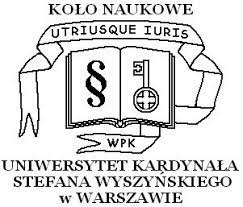 KOŁO NAUKOWE
UTRIUSQUE IURIS
§
WPK
UNIWERSYTET KARDYNAŁA
STEFANA WYSZYŃSKIEGO
w WARSZAWIE